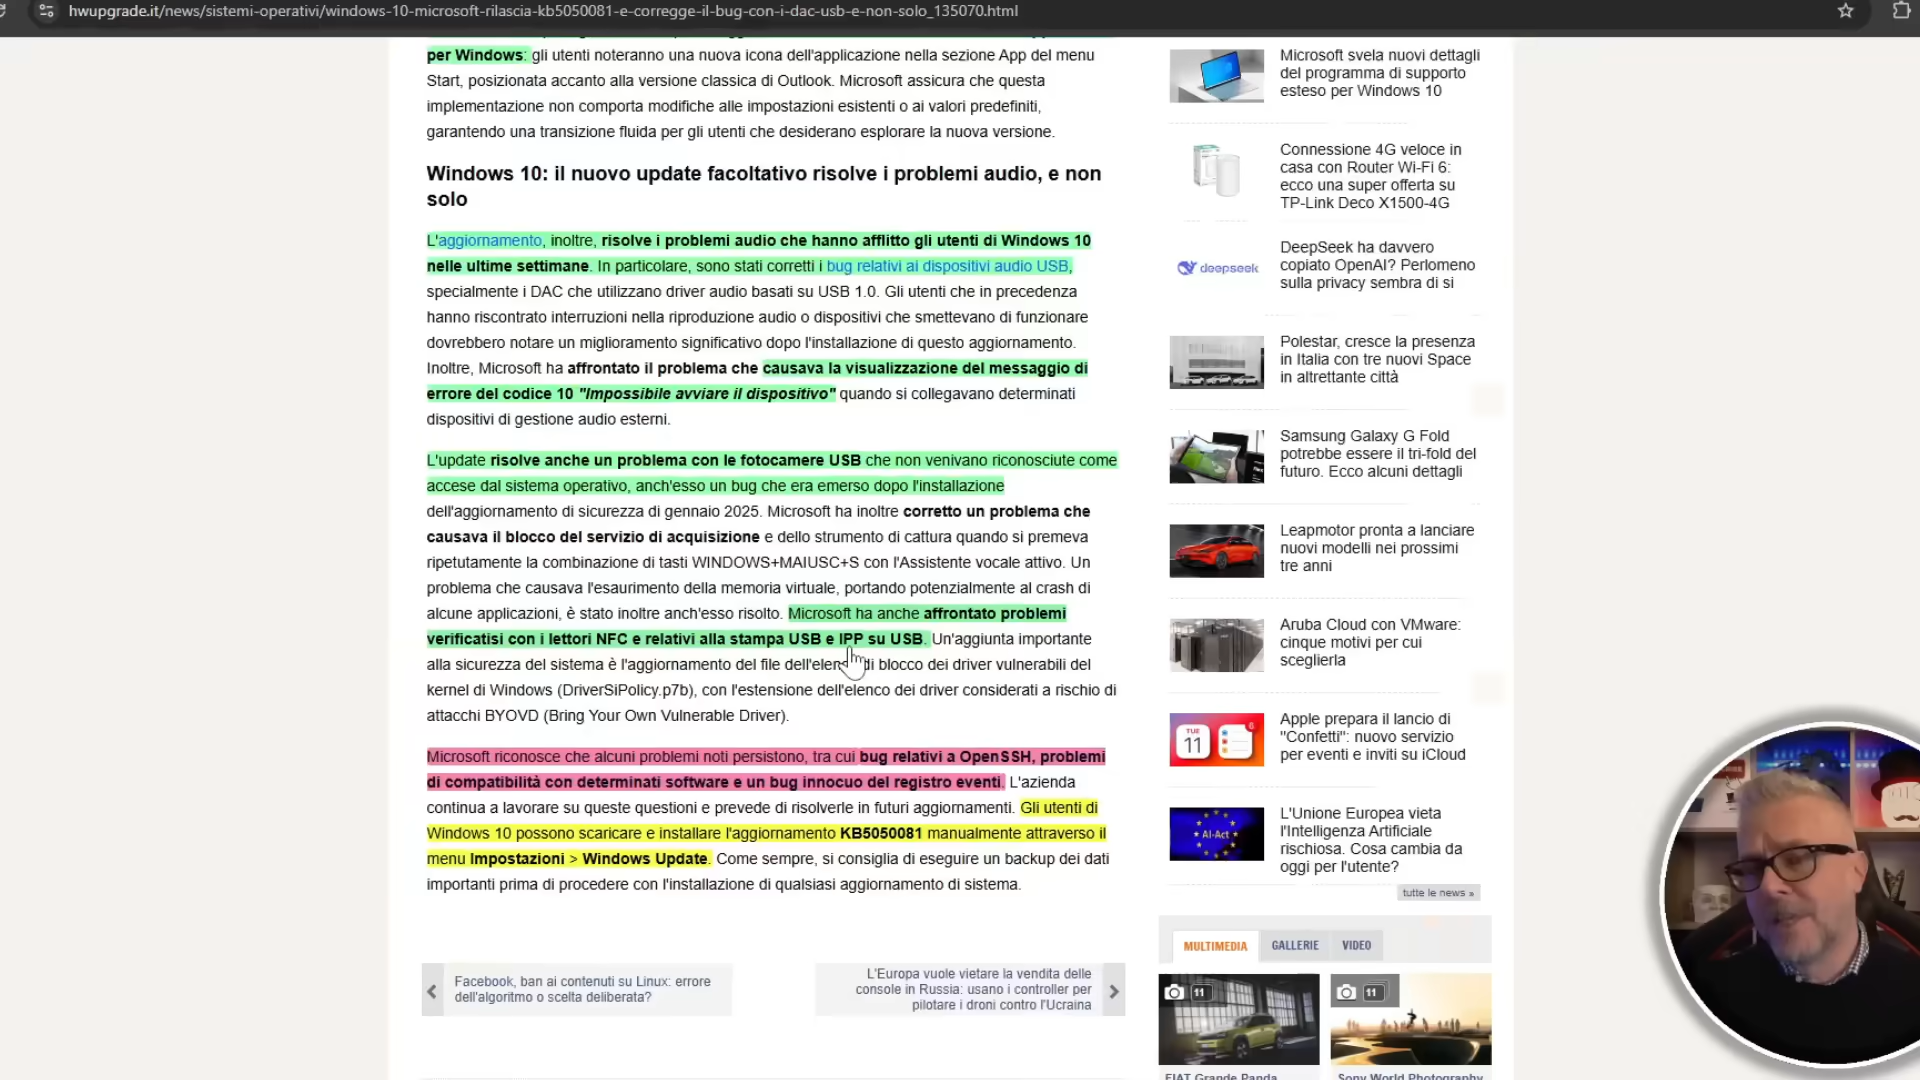 hwupgrade.it/news/sistemi-operativi/windows-10-microsoft-rilascia-kb5050081-e-corregge-il-bug-con-i-dac-usb-e-non-solo_135070.html
per Windows: gli utenti noteranno una nuova icona dell'applicazione nella sezione App del menu
Start, posizionata accanto alla versione classica di Outlook. Microsoft assicura che questa
implementazione non comporta modifiche alle impostazioni esistenti o ai valori predefiniti,
garantendo una transizione fluida per gli utenti che desiderano esplorare la nuova versione.
Windows 10: il nuovo update facoltativo risolve i problemi audio, e non
solo
L'aggiornamento, inoltre, risolve i problemi audio che hanno afflitto gli utenti di Windows 10
nelle ultime settimane. In particolare, sono stati corretti i bug relativi ai dispositivi audio USB,
specialmente i DAC che utilizzano driver audio basati su USB 1.0. Gli utenti che in precedenza
hanno riscontrato interruzioni nella riproduzione audio o dispositivi che smettevano di funzionare
dovrebbero notare un miglioramento significativo dopo l'installazione di questo aggiornamento.
Inoltre, Microsoft ha affrontato il problema che causava la visualizzazione del messaggio di
errore del codice 10 "Impossibile avviare il dispositivo" quando si collegavano determinati
dispositivi di gestione audio esterni.
L'update risolve anche un problema con le fotocamere USB che non venivano riconosciute come
accese dal sistema operativo, anch'esso un bug che era emerso dopo l'installazione
dell'aggiornamento di sicurezza di gennaio 2025. Microsoft ha inoltre corretto un problema che
causava il blocco del servizio di acquisizione e dello strumento di cattura quando si premeva
ripetutamente la combinazione di tasti WINDOWS+MAIUSC+S con l'Assistente vocale attivo. Un
problema che causava l'esaurimento della memoria virtuale, portando potenzialmente al crash di
alcune applicazioni, è stato inoltre anch'esso risolto. Microsoft ha anche affrontato problemi
verificatisi con i lettori NFC e relativi alla stampa USB e IPP su USB. Un'aggiunta importante
alla sicurezza del sistema è l'aggiornamento del file dell'elenco di blocco dei driver vulnerabili del
kernel di Windows (DriverSiPolicy.p7b), con l'estensione dell'elenco dei driver considerati a rischio di
attacchi BYOVD (Bring Your Own Vulnerable Driver).
Microsoft riconosce che alcuni problemi noti persistono, tra cui bug relativi a OpenSSH, problemi
di compatibilità con determinati software e un bug innocuo del registro eventi. L'azienda
continua a lavorare su queste questioni e prevede di risolverle in futuri aggiornamenti. Gli utenti di
Windows 10 possono scaricare e installare l'aggiornamento KB5050081 manualmente attraverso il
menu Impostazioni > Windows Update. Come sempre, si consiglia di eseguire un backup dei dati
importanti prima di procedere con l'installazione di qualsiasi aggiornamento di sistema.
Facebook, ban ai contenuti su Linux: errore
dell'algoritmo o scelta deliberata?
L'Europa vuole vietare la vendita delle
console in Russia: usano i controller per
pilotare i droni contro l'Ucraina
Microsoft svela nuovi dettagli
del programma di supporto
esteso per Windows 10
Connessione 4G veloce in
casa con Router Wi-Fi 6:
ecco una super offerta su
TP-Link Deco X1500-4G
deepseek
DeepSeek ha davvero
copiato OpenAI? Perlomeno
sulla privacy sembra di si
Polestar, cresce la presenza
in Italia con tre nuovi Space
in altrettante città
Samsung Galaxy G Fold
potrebbe essere il tri-fold del
futuro. Ecco alcuni dettagli
Leapmotor pronta a lanciare
nuovi modelli nei prossimi
tre anni
Aruba Cloud con VMware:
cinque motivi per cui
sceglierla
TUE
11
6
Apple prepara il lancio di
"Confetti": nuovo servizio
per eventi e inviti su iCloud
AI-Act
L'Unione Europea vieta
l'Intelligenza Artificiale
rischiosa. Cosa cambia da
oggi per l'utente?
tutte le news »
MULTIMEDIA GALLERIE VIDEO
11
11
FIAT Grande Panda
Sony World Photography